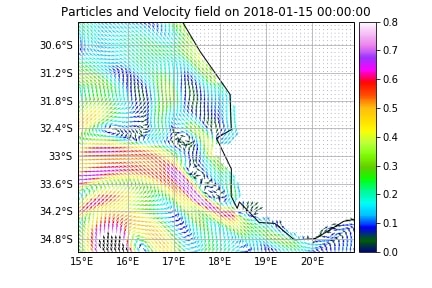 Particles and Velocity field on 2018-01-15 00:00:00
30.6°S
31.2°S
31.8°S
32.4°S
33°S
33.6°S
34.2°S
34.8°S
15°E 16°E 17°E 18°E 19°E 20°E
0.8
0.7
0.6
0.5
0.4
0.3
0.2
0.1
0.0